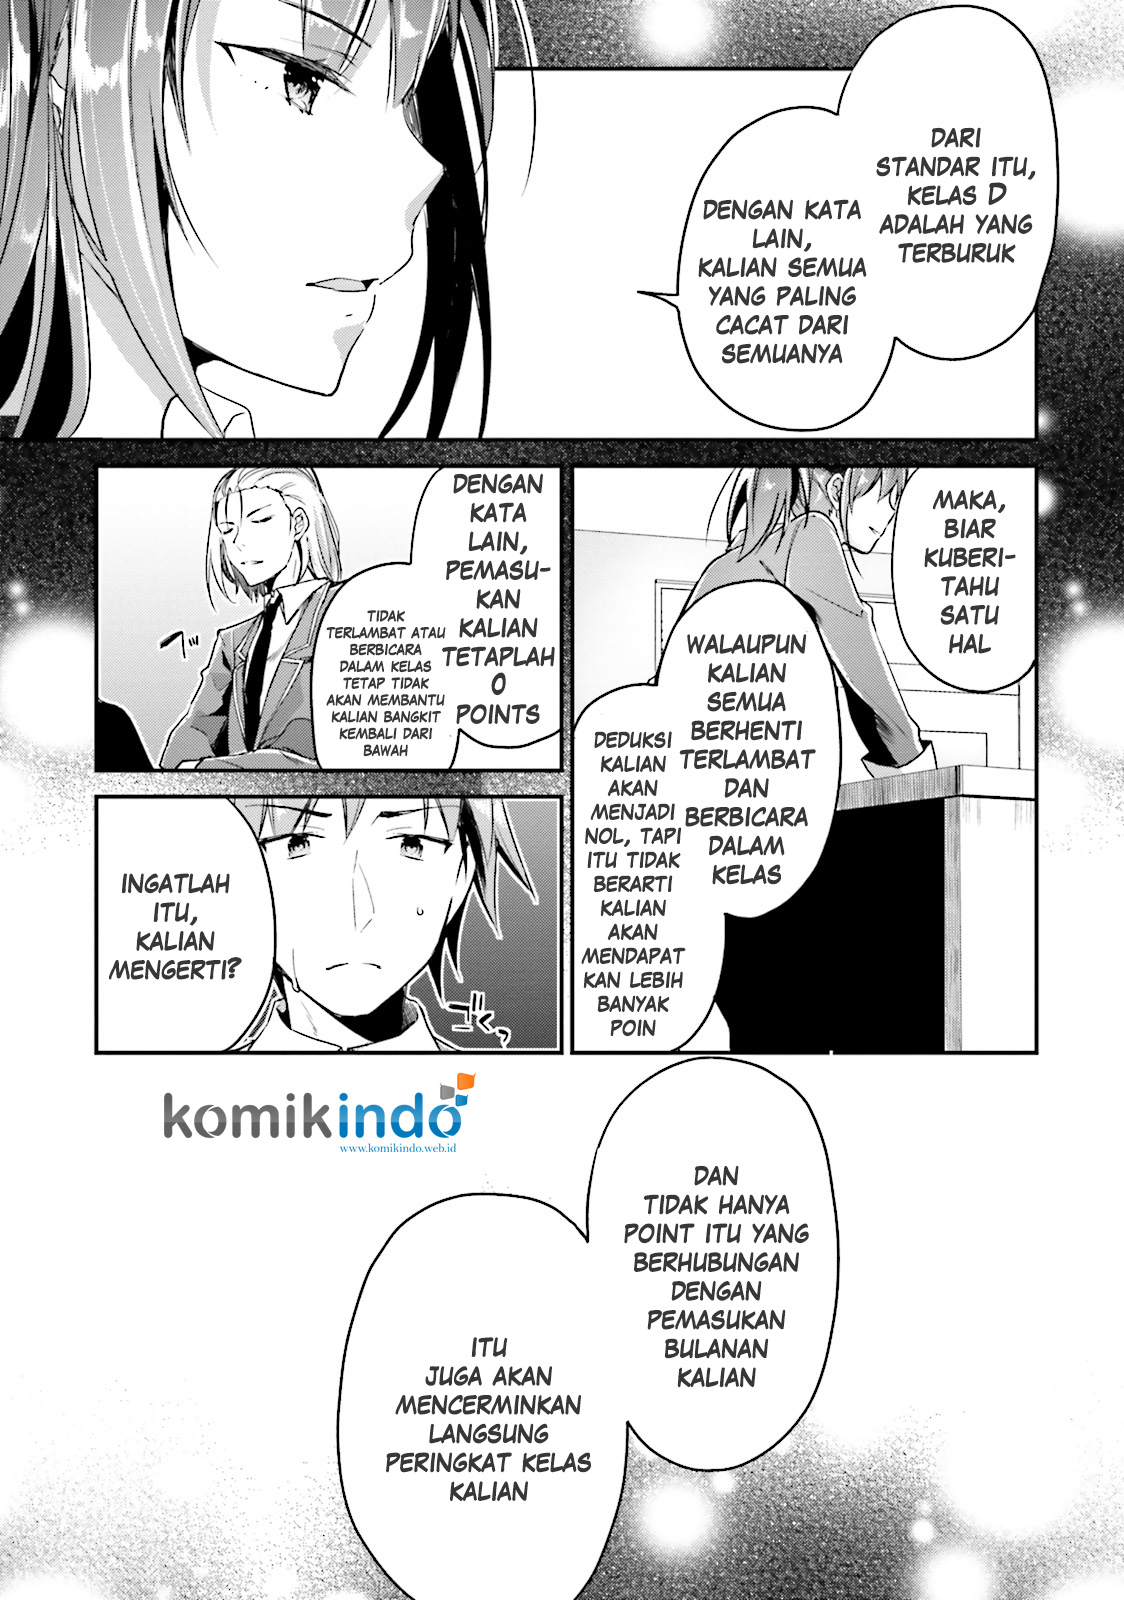 DARI
STANDAR ITU,
KELAS D
ADALAH YANG
TERBURUK
DENGAN KATA
LAIN,
KALIAN SEMUA
YANG PALING
CACAT DARI
SEMUANYA
MAKA,
BIAR
KUBERI-
TAHU
SATU
HAL
WALAUPUN
KALIAN
SEMUA
BERHENTI
TERLAMBAT
DAN
BERBICARA
DALAM
KELAS
DEDUKSI
KALIAN
AKAN
MENJADI
NOL, TAPI
ITU TIDAK
BERARTI
KALIAN
AKAN
MENDAPAT
KAN LEBIH
BANYAK
POIN
DENGAN
KATA
LAIN,
PEMASU-
KAN
KALIAN
TETAPLAH
0
POINTS
TIDAK
TERLAMBAT ATAU
BERBICARA
DALAM KELAS
TETAP TIDAK
AKAN MEMBANTU
KALIAN BANGKIT
KEMBALI DARI
BAWAH
INGATLAH
ITU,
KALIAN
MENGERTI?
komikindo
www.komikindo.web.id
DAN
TIDAK HANYA
POINT ITU YANG
BERHUBUNGAN
DENGAN
PEMASUKAN
BULANAN
KALIAN
ITU
JUGA AKAN
MENCERMINKAN
LANGSUNG
PERINGKAT KELAS
KALIAN